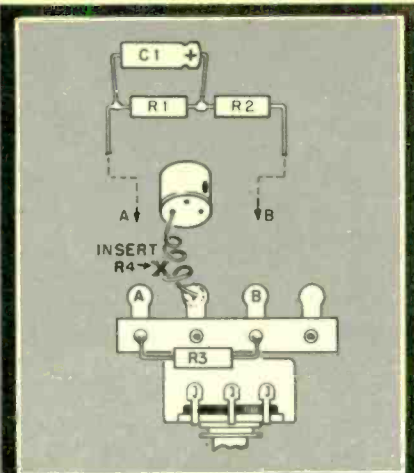 C1 +
R1 R2
A B
INSERT
R4 X
A B
R3